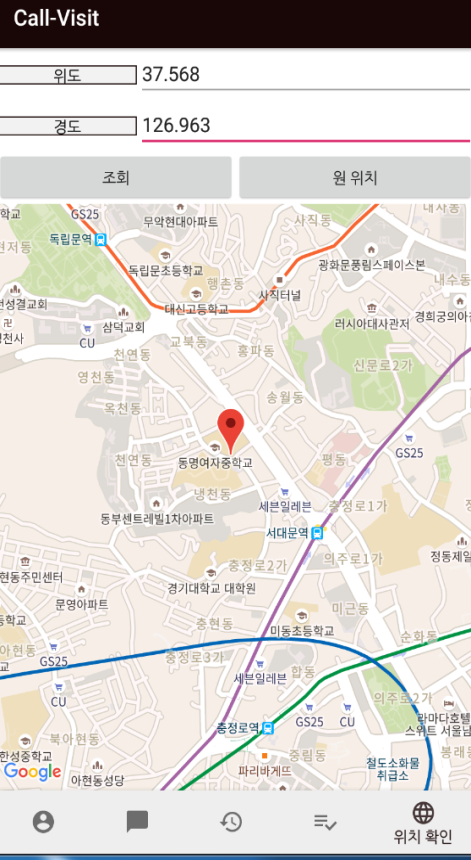 Call-Visit
위도
37.568
경도
126.963
조회
원 위치
학교
GS25
무악현대아파트
사직동
독립문역
독립문초등학교
광화문풍림스페이스본
행촌동
내수동
사직터널
대신고등학교
삼덕교회
러시아대사관저
경희궁의아
CU
교북동
천연동
홍파동
영천동
신문로2가
송월동
옥천동
GS25
천연동
동명여자중학교
평동
냉천동
세븐일레븐
충정로1가
동부센트레빌1차아파트
서대문역
정동제일
의주로1가
충정로2가
현동주민센터
경기대학교 대학원
문영아파트
미근동
충현동
미동초등학교
순화동
아현동
충정로3가
GS25
세븐일레븐
합동
의주로2가
CU
GS25
CU
라마다호텔
스위트 서울남
충정로역
북아현동
중림동
봉래
한성중학교
철도소화물
취급소
Google
아현동성당
파리바게뜨
위치 확인